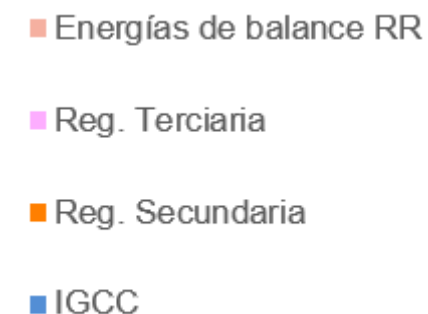 Energías de balance RR
Reg. Terciaria
Reg. Secundaria
IGCC